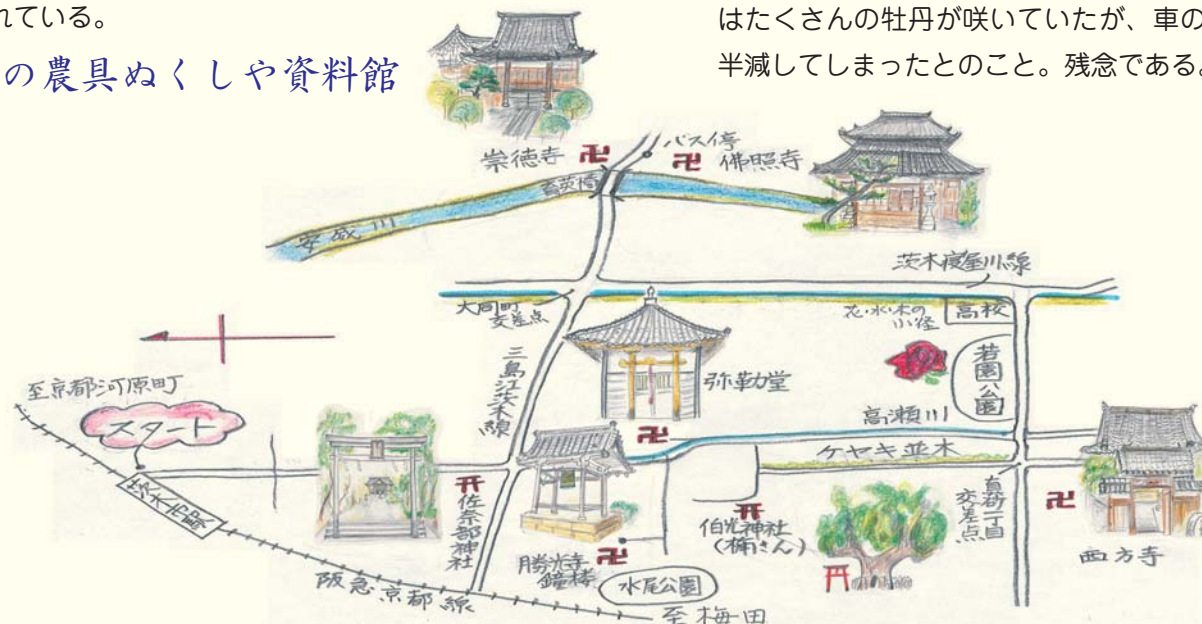 れている。
の農具ぬくしや資料館
はたくさんの牡丹が咲いていたが、車の
半減してしまったとのこと。残念である。
崇徳寺
バス停
佛照寺
安威川
茨木寝屋川線
大同町
交差点
花・水・木の
小径
高校
若園公園
三島江茨木線
弥勒堂
高瀬川
ケヤキ並木
至京都河原町
スタート
茨木市駅
佐奈部神社
勝光寺
鐘楼
水尾公園
阪急京都線
至梅田
伯光神社
(楠さん)
真砂一丁目
交差点
西方寺